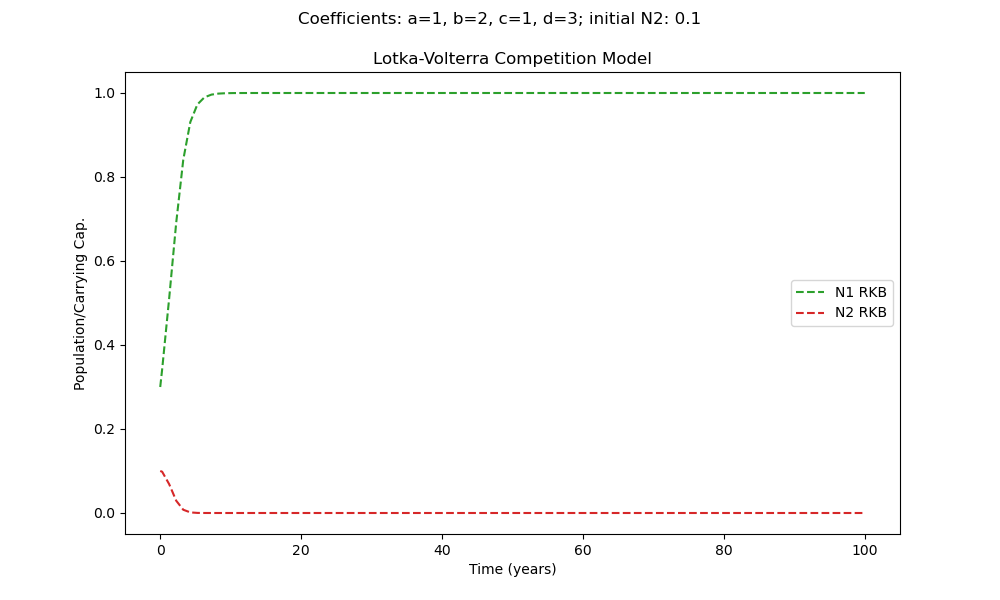 Coefficients: a=1, b=2, c=1, d=3; initial N2: 0.1
Lotka-Volterra Competition Model
Population/Carrying Cap.
1.0
0.8
0.6
0.4
0.2
0.0
N1 RKB
N2 RKB
0 20 40 60 80 100
Time (years)